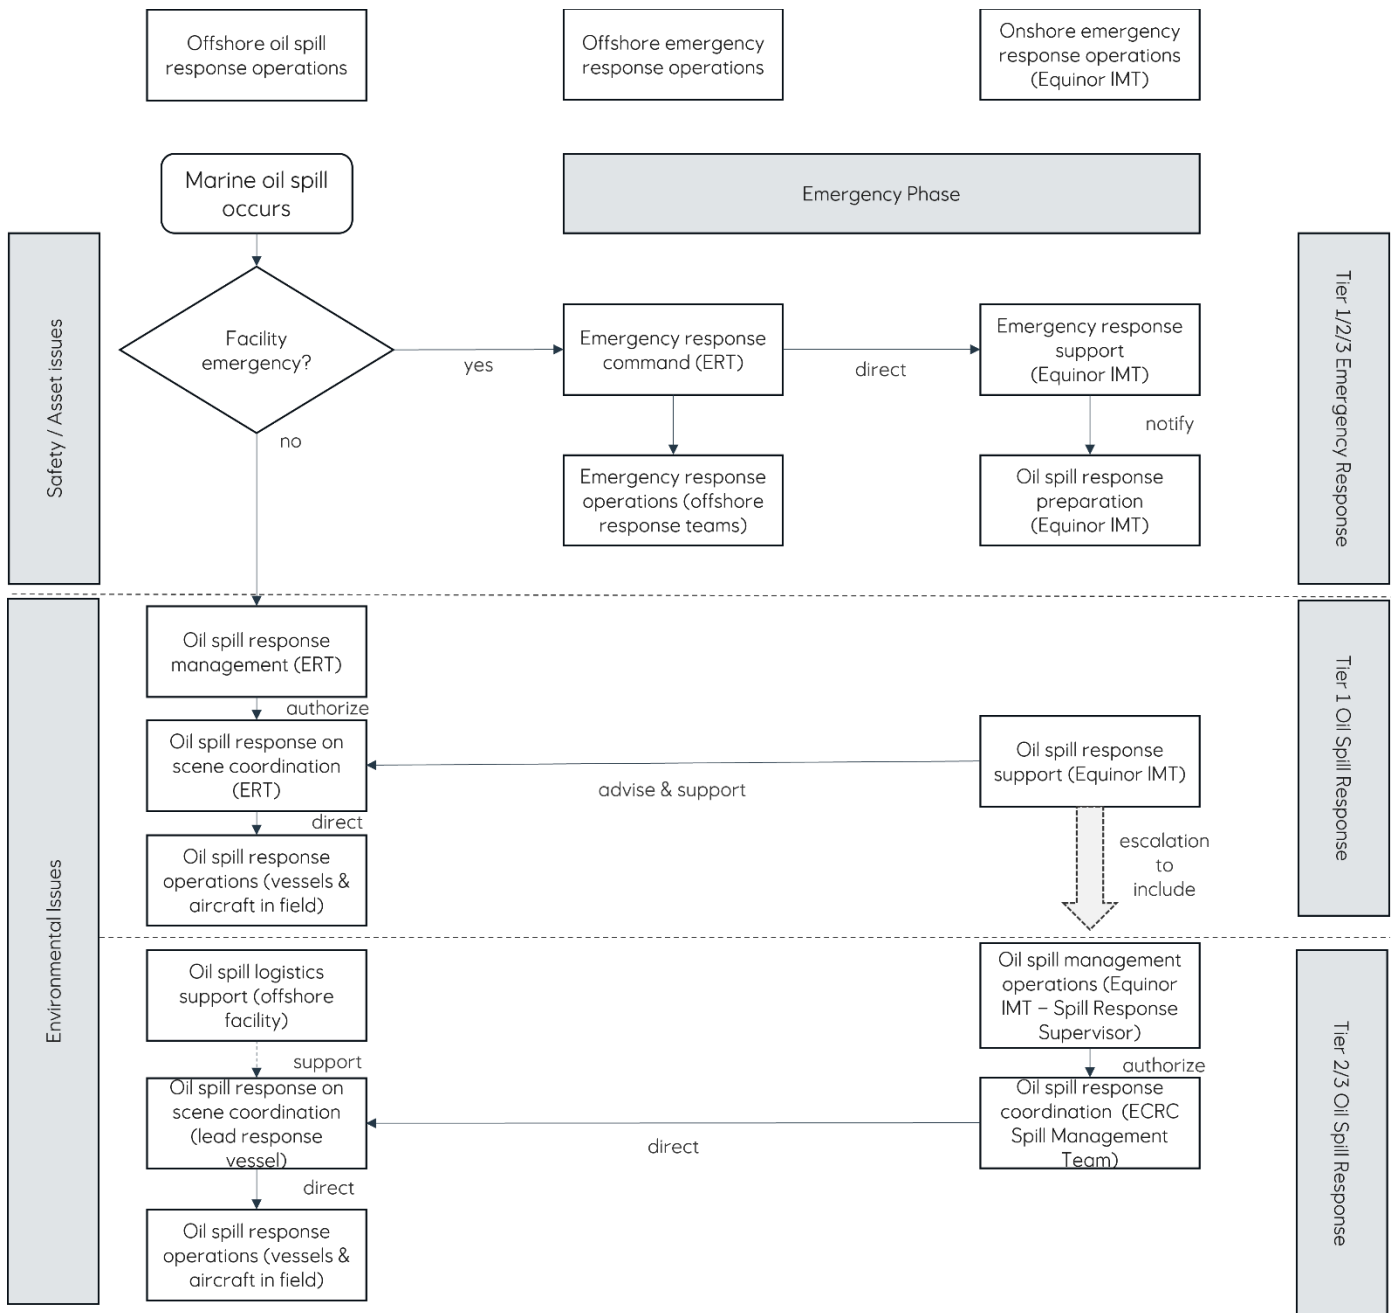 Offshore oil spill
response operations
Offshore emergency
response operations
Onshore emergency
response operations
(Equinor IMT)
Marine oil spill
occurs
Emergency Phase
Safety / Asset issues
Tier 1/2/3 Emergency Response
Facility
emergency?
yes
Emergency response
command (ERT)
direct
Emergency response
support
(Equinor IMT)
no
notify
Emergency response
operations (offshore
response teams)
Oil spill response
preparation
(Equinor IMT)
Environmental Issues
Tier 1 Oil Spill Response
Oil spill response
management (ERT)
authorize
Oil spill response on
scene coordination
(ERT)
advise & support
Oil spill response
support (Equinor IMT)
direct
escalation
to
include
Oil spill response
operations (vessels &
aircraft in field)
Tier 2/3 Oil Spill Response
Oil spill logistics
support (offshore
facility)
Oil spill management
operations (Equinor
IMT – Spill Response
Supervisor)
support
authorize
Oil spill response on
scene coordination
(lead response
vessel)
direct
Oil spill response
coordination (ECRC
Spill Management
Team)
direct
Oil spill response
operations (vessels &
aircraft in field)